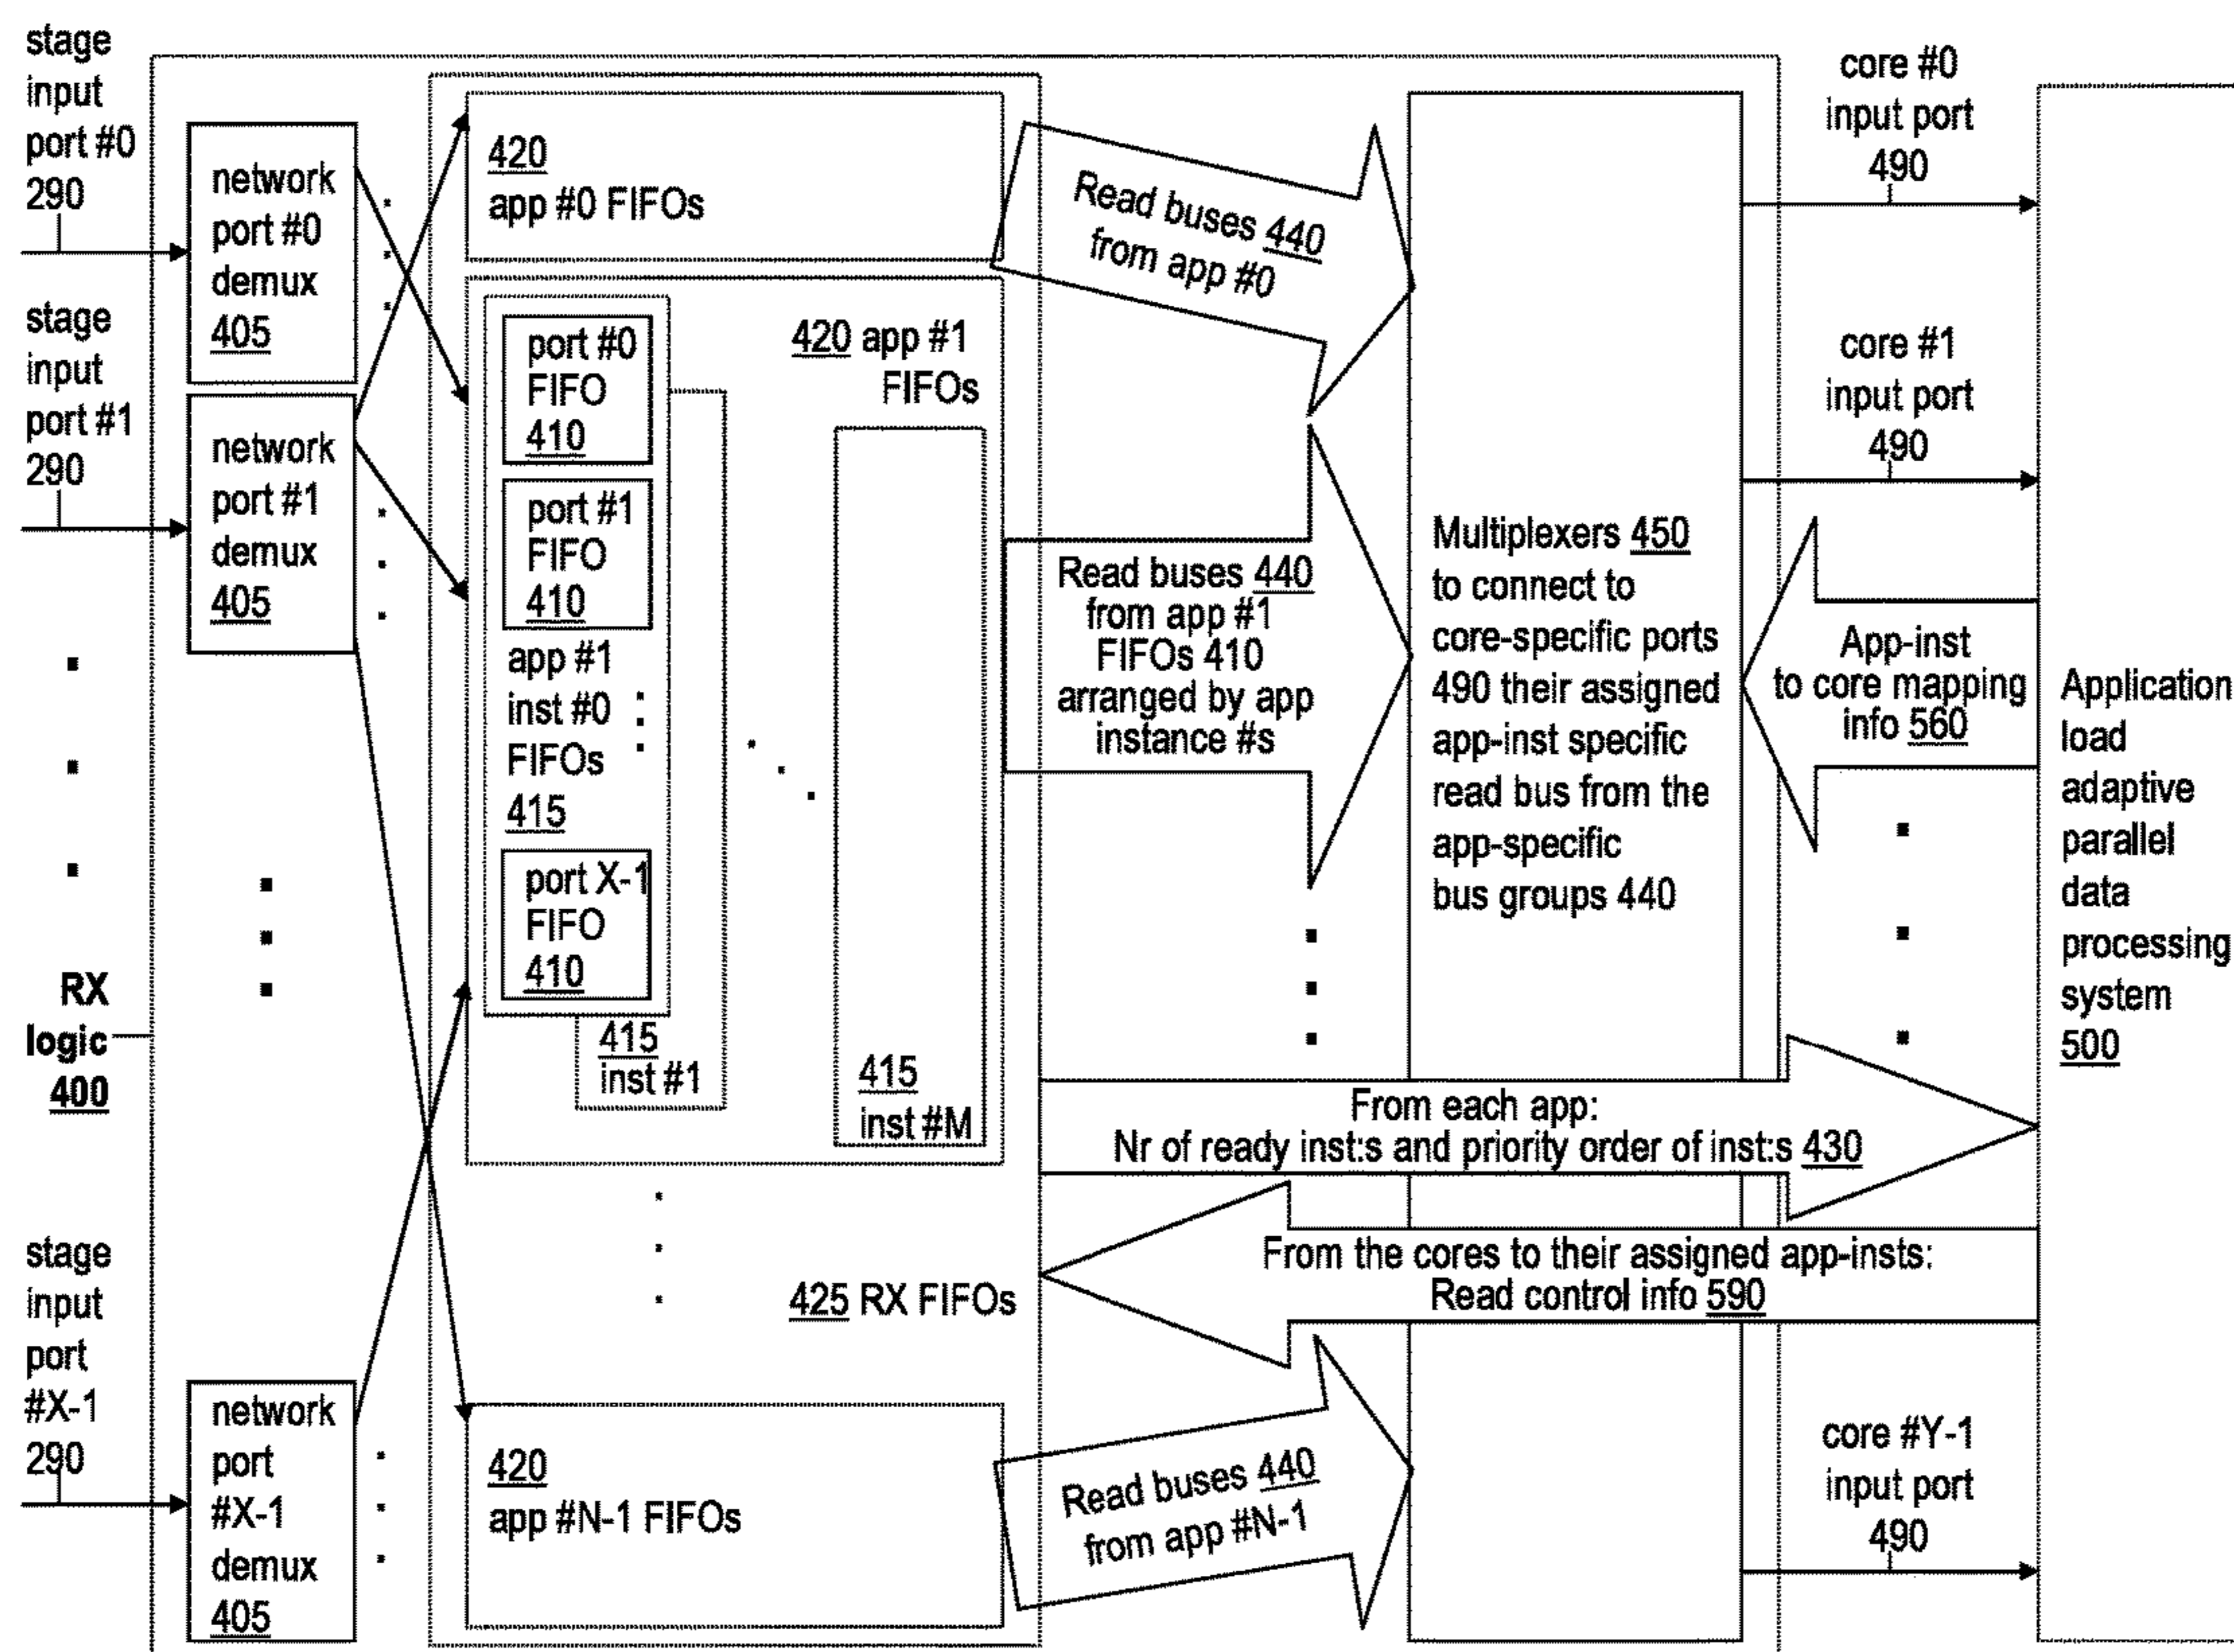 stage
input
port #0
290
stage
input
port #1
290
RX
logic
400
stage
input
port
#X-1
290
network
port #0
demux
405
network
port #1
demux
405
network
port
#X-1
demux
405
420
app #0 FIFOs
420 app #1
FIFOs
port #0
FIFO
410
port #1
FIFO
410
app #1
inst #0
FIFOs
415
port X-1
FIFO
410
415
inst #1
415
inst #M
425 RX FIFOs
420
app #N-1 FIFOs
Read buses 440
from app #0
Read buses 440
from app #1
FIFOs 410
arranged by app
instance #s
Multiplexers 450
to connect to
core-specific ports
490 their assigned
app-inst specific
read bus from the
app-specific
bus groups 440
From each app:
Nr of ready inst:s and priority order of inst:s 430
From the cores to their assigned app-insts:
Read control info 590
Read buses 440
from app #N-1
core #0
input port
490
core #1
input port
490
App-inst
to core mapping
info 560
core #Y-1
input port
490
Application
load
adaptive
parallel
data
processing
system
500